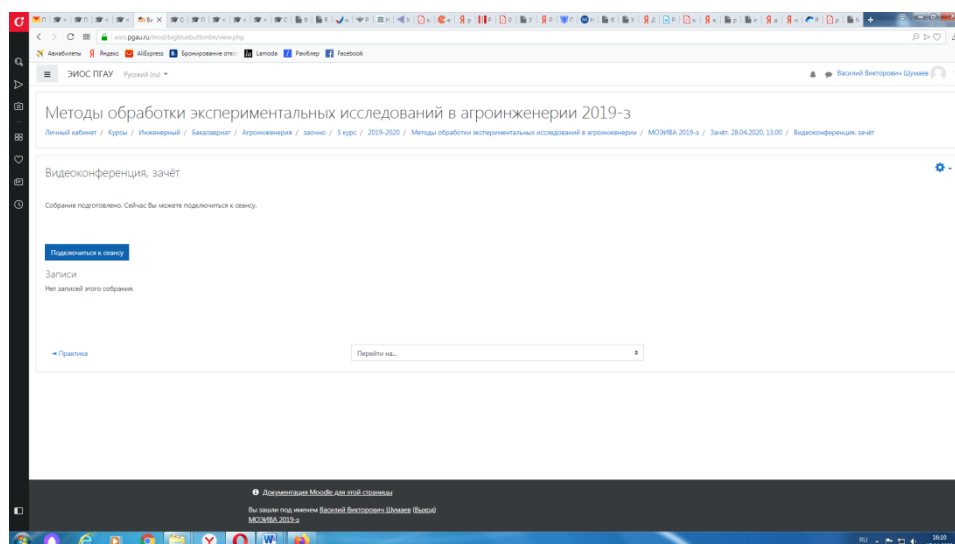 eios.pgau.ru/mod/bigbluebuttonbn/view.php
Авиабилеты Яндекс AliExpress Бронирование отел Lamoda Рамблер Facebook
ЭИОС ПГАУ Русский (ru) Василий Викторович Шумаев
Методы обработки экспериментальных исследований в агроинженерии 2019-з
Личный кабинет / Курсы / Инженерный / Бакалавриат / Агроинженерия / заочно / 5 курс / 2019-2020 / Методы обработки экспериментальных исследований в агроинженерии / МОЭИВА 2019-з / Зачёт, 28.04.2020, 13.00 / Видеоконференция, зачёт
Видеоконференция, зачёт
Собрание подготовлено. Сейчас Вы можете подключиться к сеансу.
Подключиться к сеансу
Записи
Нет записей этого собрания.
Практика
Перейти на...
Документация Moodle для этой страницы
Вы зашли под именем Василий Викторович Шумаев (Выход)
МОЭИВА 2019-з
RU 16:10